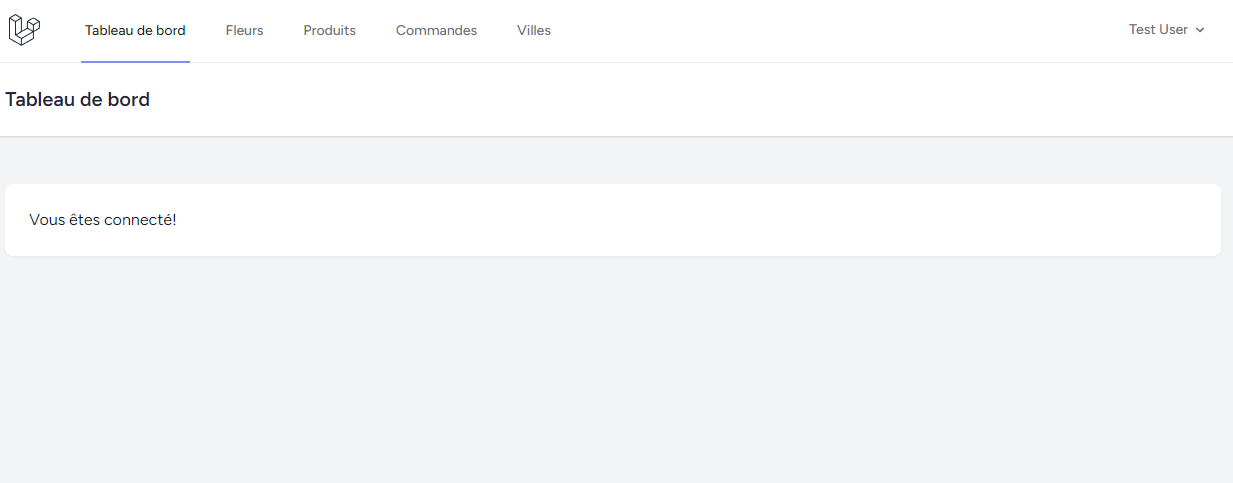 Tableau de bord Fleurs Produits Commandes Villes Test User
Tableau de bord
Vous êtes connecté!